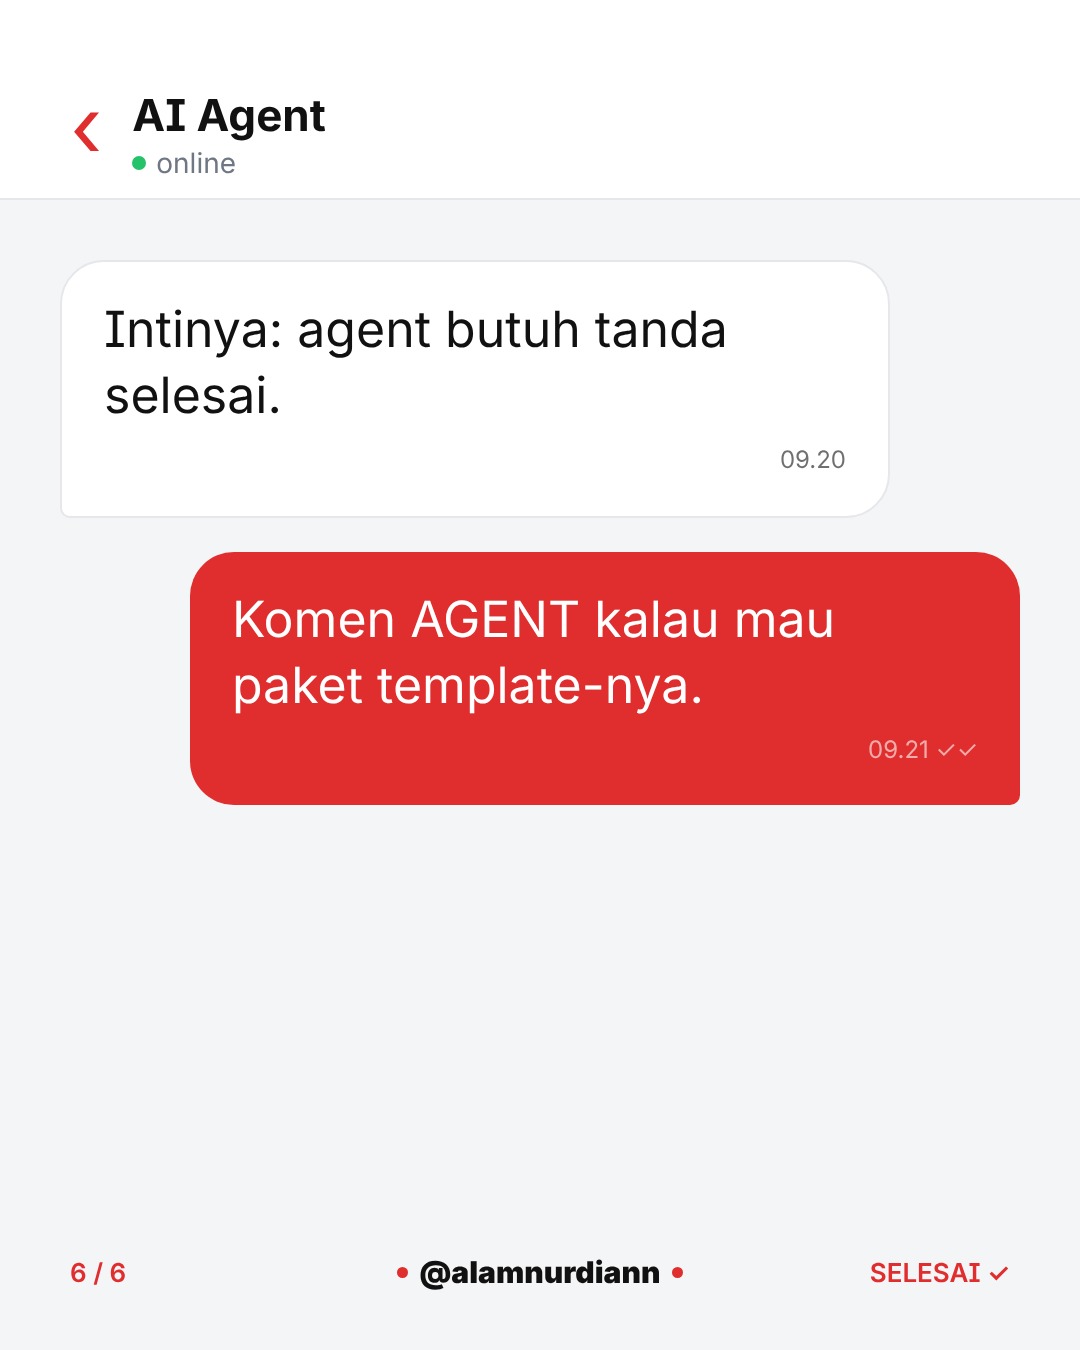 AI Agent
online
Intinya: agent butuh tanda
selesai.
09.20
Komen AGENT kalau mau
paket template-nya.
09.21 ✓✓
6 / 6
• @alamnurdiann •
SELESAI ✓